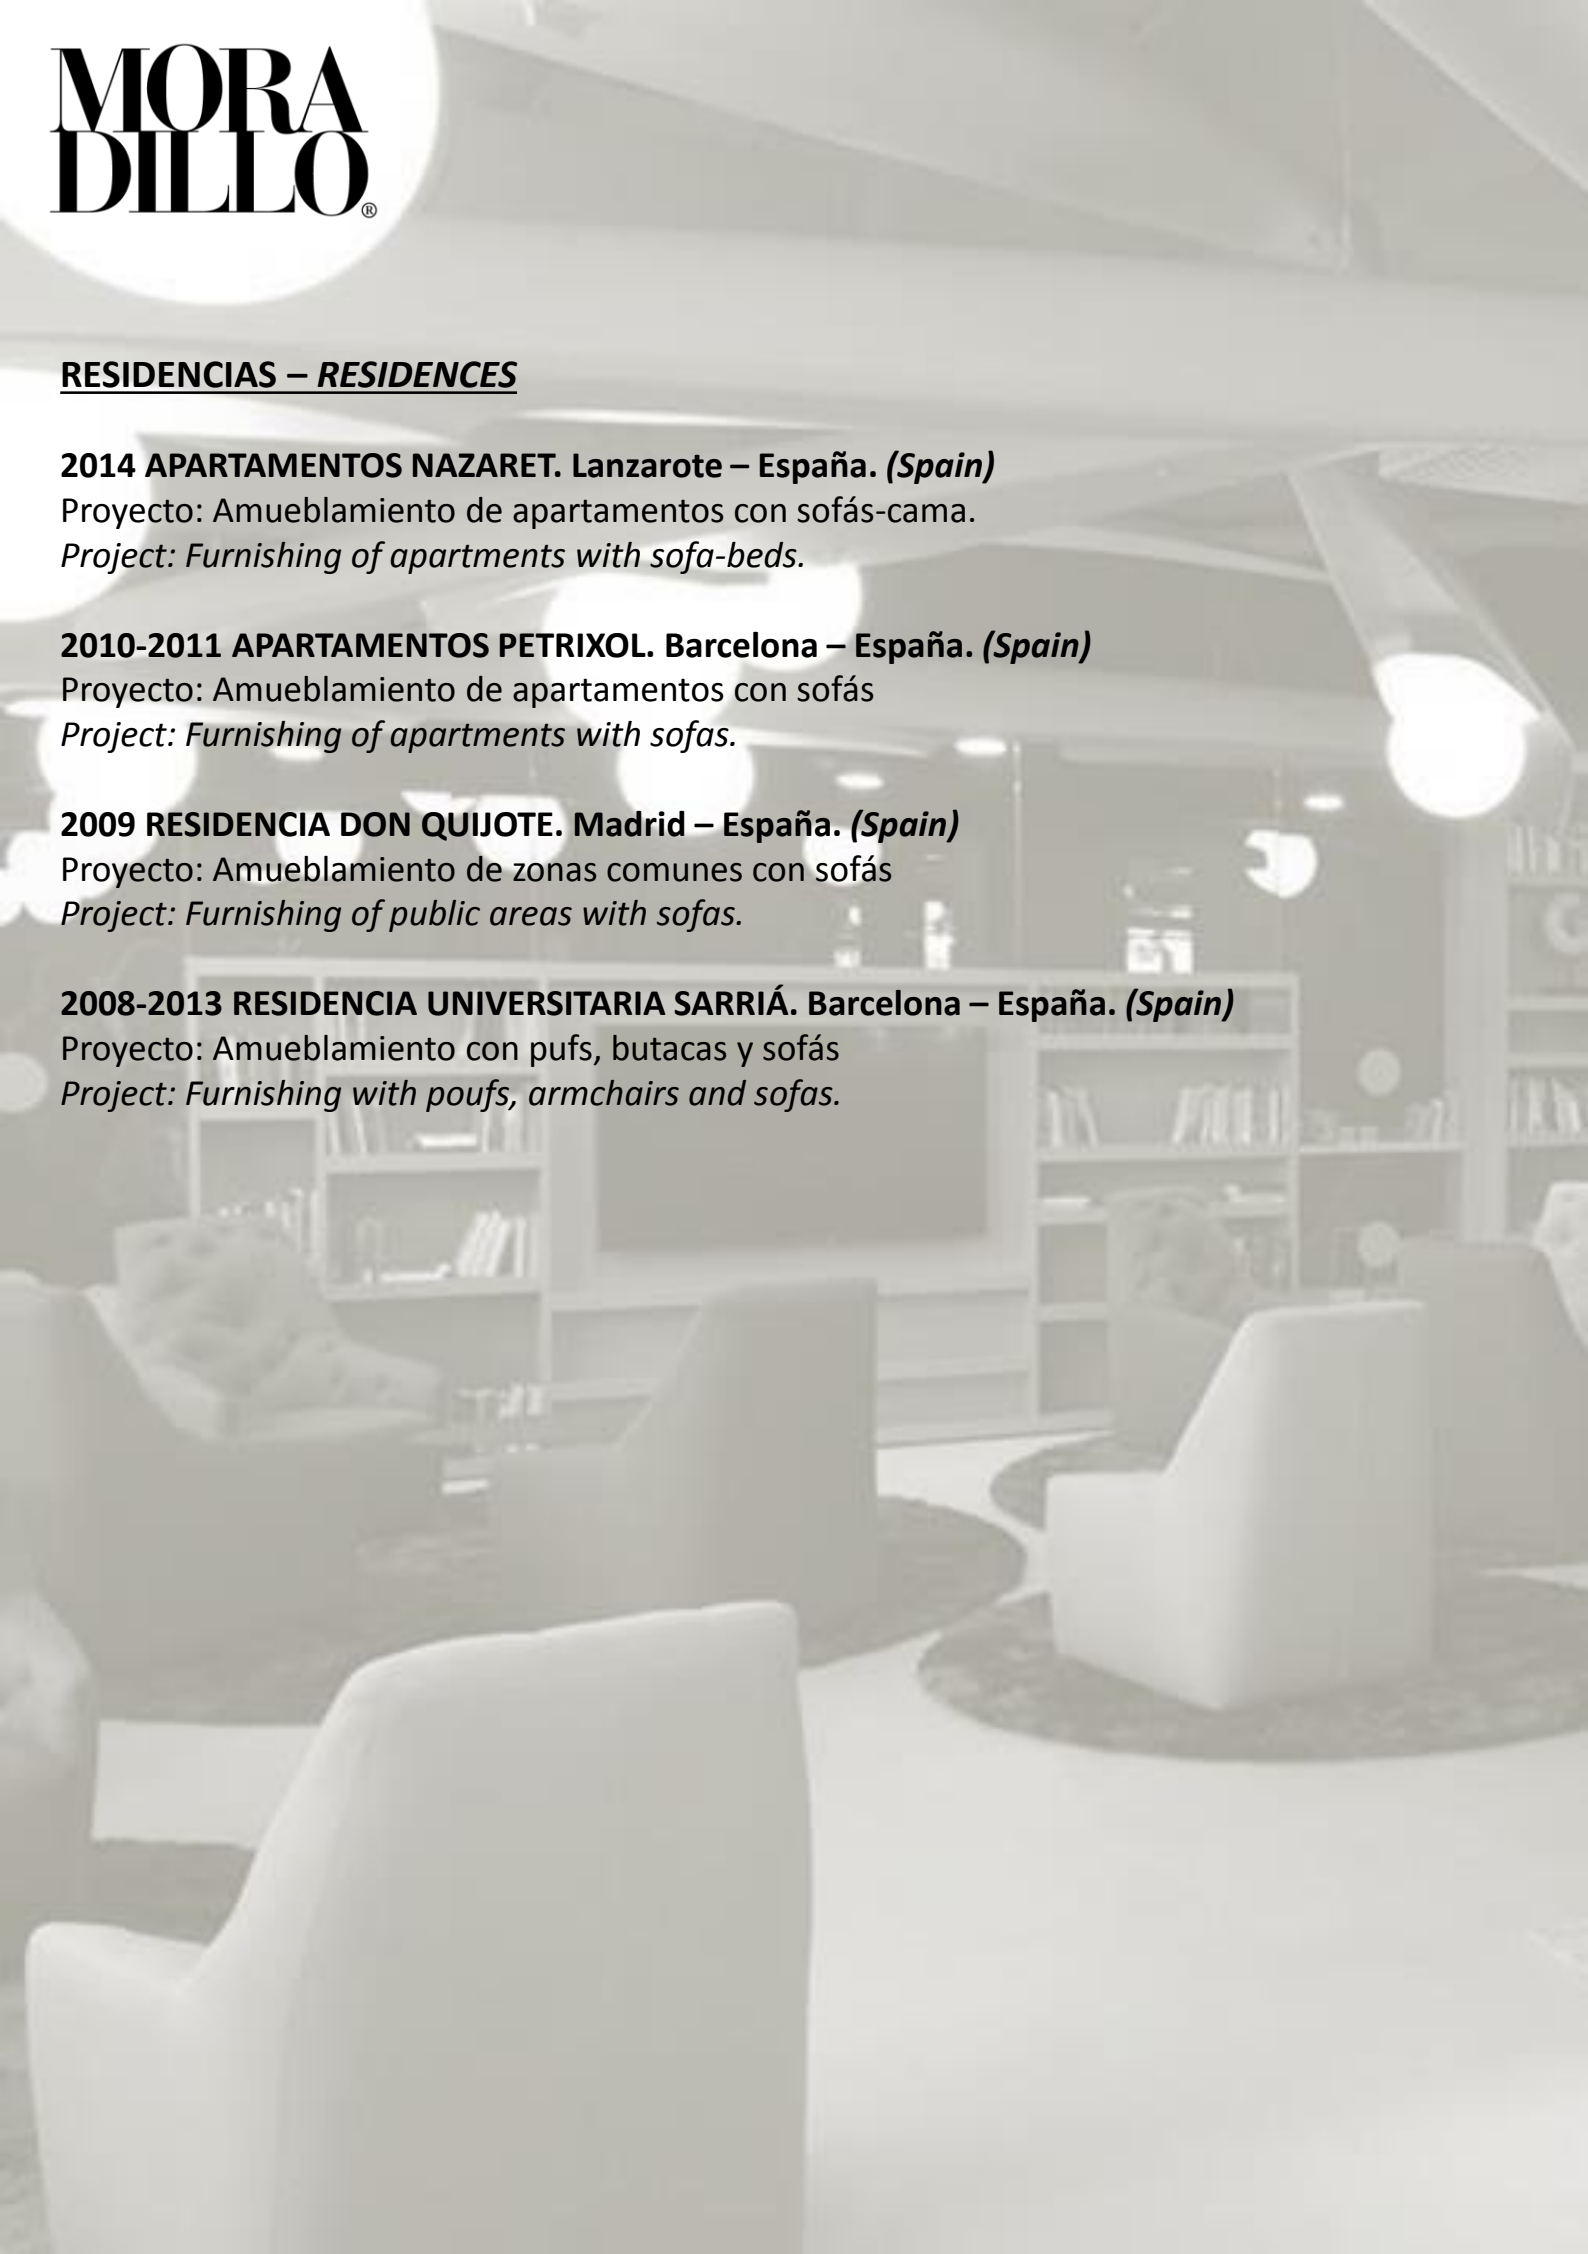 MORA
DILLO®
RESIDENCIAS – RESIDENCES
2014 APARTAMENTOS NAZARET. Lanzarote – España. (Spain)
Proyecto: Amueblamiento de apartamentos con sofás-cama.
Project: Furnishing of apartments with sofa-beds.
2010-2011 APARTAMENTOS PETRIXOL. Barcelona – España. (Spain)
Proyecto: Amueblamiento de apartamentos con sofás
Project: Furnishing of apartments with sofas.
2009 RESIDENCIA DON QUIJOTE. Madrid – España. (Spain)
Proyecto: Amueblamiento de zonas comunes con sofás
Project: Furnishing of public areas with sofas.
2008-2013 RESIDENCIA UNIVERSITARIA SARRIÁ. Barcelona – España. (Spain)
Proyecto: Amueblamiento con pufs, butacas y sofás
Project: Furnishing with poufs, armchairs and sofas.